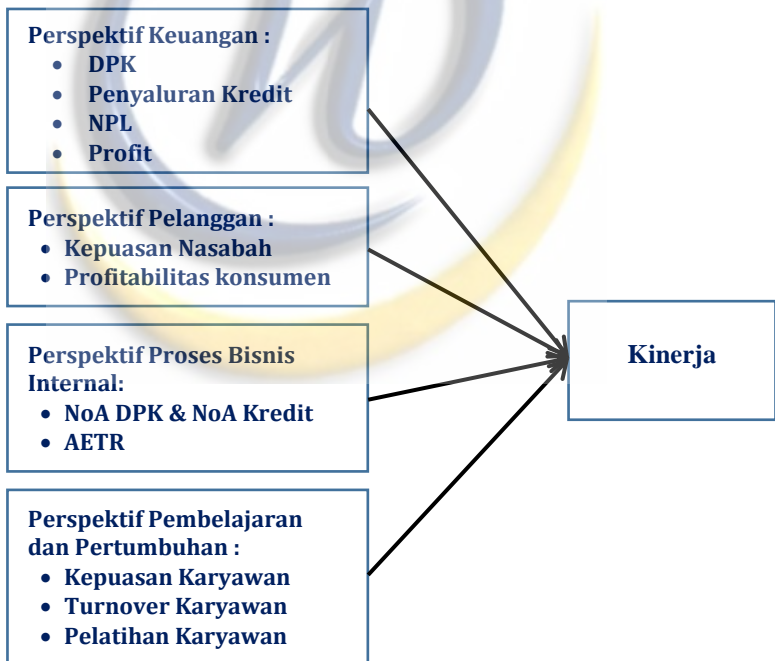 Perspektif Keuangan :
• DPK
• Penyaluran Kredit
• NPL
• Profit
Perspektif Pelanggan :
• Kepuasan Nasabah
• Profitabilitas konsumen
Perspektif Proses Bisnis
Internal:
• NoA DPK & NoA Kredit
• AETR
Perspektif Pembelajaran
dan Pertumbuhan :
• Kepuasan Karyawan
• Turnover Karyawan
• Pelatihan Karyawan
Kinerja